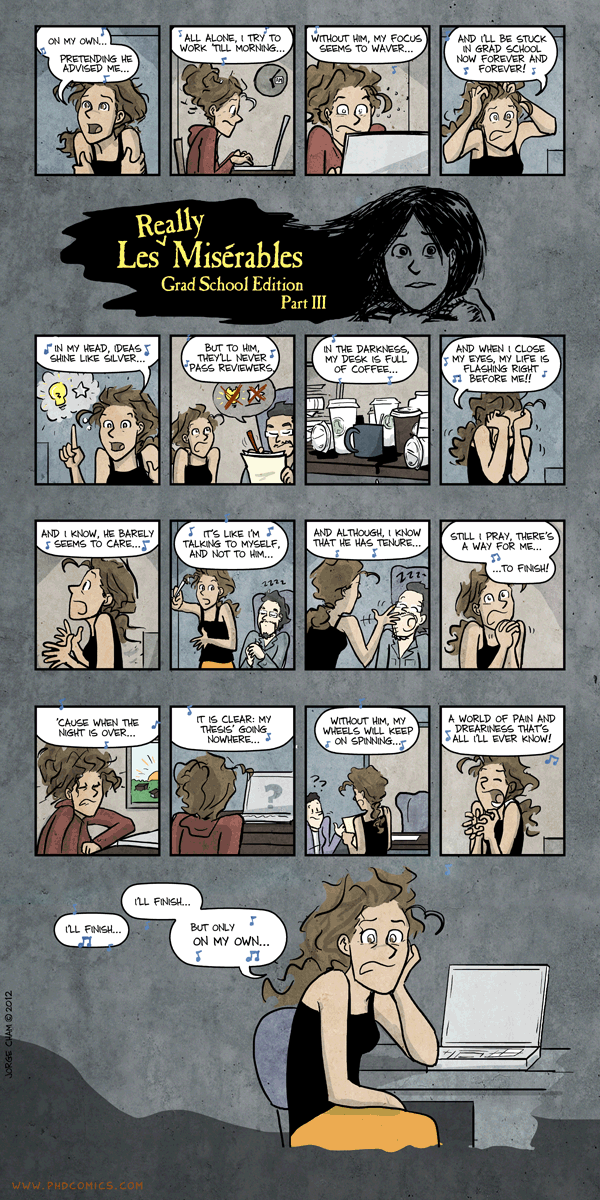 ON MY OWN...
PRETENDING HE
ADVISED ME...
ALL ALONE, I TRY TO
WORK 'TILL MORNING...
WITHOUT HIM, MY FOCUS
SEEMS TO WAVER...
AND I'LL BE STUCK
IN GRAD SCHOOL
NOW FOREVER AND
FOREVER!
Really
Les Misérables
Grad School Edition
Part III
IN MY HEAD, IDEAS
SHINE LIKE SILVER...
BUT TO HIM,
THEY'LL NEVER
PASS REVIEWERS.
IN THE DARKNESS,
MY DESK IS FULL
OF COFFEE...
AND WHEN I CLOSE
MY EYES, MY LIFE IS
FLASHING RIGHT
BEFORE ME!!
AND I KNOW, HE BARELY
SEEMS TO CARE...
IT'S LIKE I'M
TALKING TO MYSELF,
AND NOT TO HIM...
ZZZZ
AND ALTHOUGH, I KNOW
THAT HE HAS TENURE...
ZZZ..
STILL I PRAY, THERE'S
A WAY FOR ME...
...TO FINISH!
'CAUSE WHEN THE
NIGHT IS OVER...
IT IS CLEAR: MY
THESIS' GOING
NOWHERE...
?
WITHOUT HIM, MY
WHEELS WILL KEEP
ON SPINNING...
???
A WORLD OF PAIN AND
DREARINESS THAT'S
ALL I'LL EVER KNOW!!
I'LL FINISH...
I'LL FINISH...
BUT ONLY
ON MY OWN...
JORGE CHAM © 2012
WWW.PHDCOMICS.COM